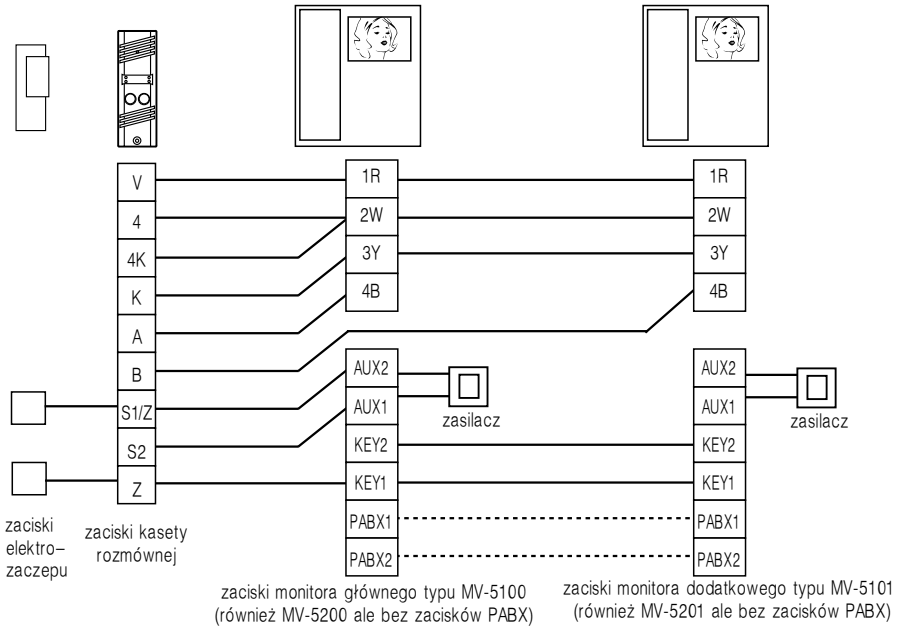 V
4
4K
K
A
B
S1/Z
S2
Z
1R
2W
3Y
4B
AUX2
AUX1
KEY2
KEY1
PABX1
PABX2
1R
2W
3Y
4B
AUX2
AUX1
KEY2
KEY1
PABX1
PABX2
zasilacz
zasilacz
zaciski
elektro–
zaczepu
zaciski kasety
rozmównej
zaciski monitora głównego typu MV-5100
(również MV-5200 ale bez zacisków PABX)
zaciski monitora dodatkowego typu MV-5101
(również MV-5201 ale bez zacisków PABX)